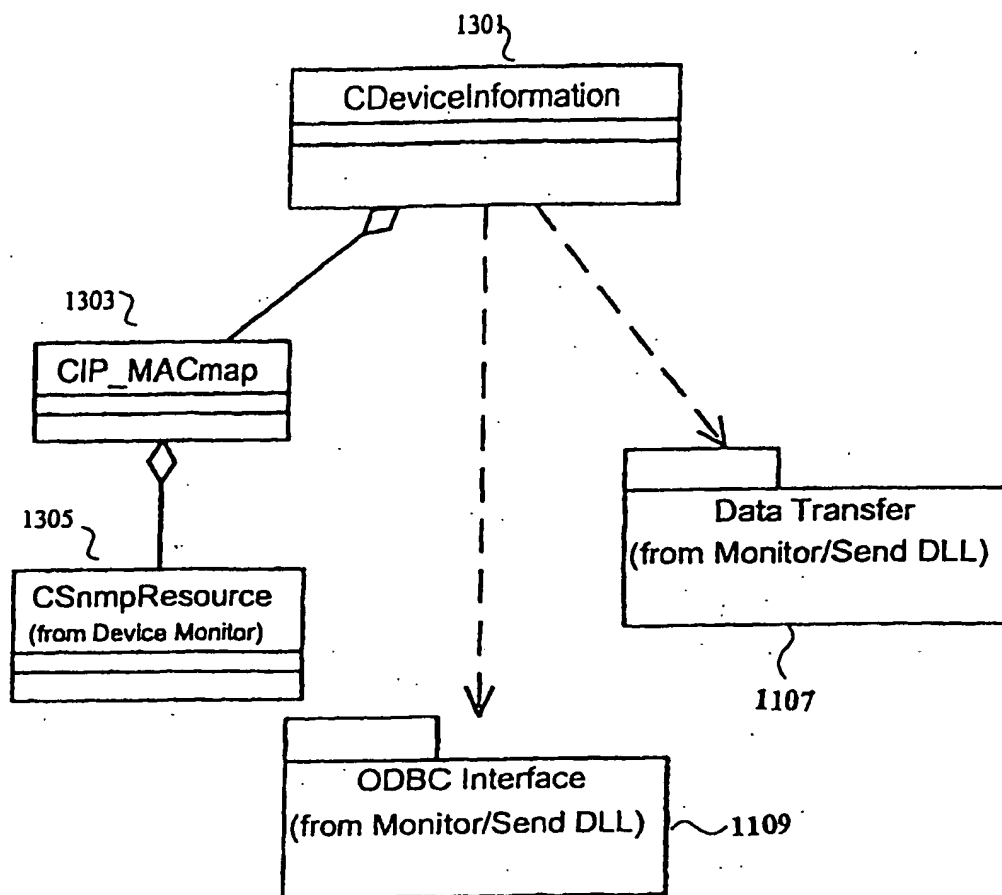 1301
CDeviceInformation
1303
CIP_MACmap
1305
CSnmpResource
(from Device Monitor)
Data Transfer
(from Monitor/Send DLL)
1107
ODBC Interface
(from Monitor/Send DLL)
1109